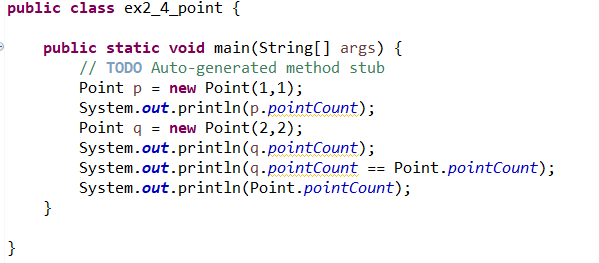 public class ex2_4_point {
public static void main(String[] args) {
// TODO Auto-generated method stub
Point p = new Point(1,1);
System.out.println(p.pointCount);
Point q = new Point(2,2);
System.out.println(q.pointCount);
System.out.println(q.pointCount == Point.pointCount);
System.out.println(Point.pointCount);
}
}